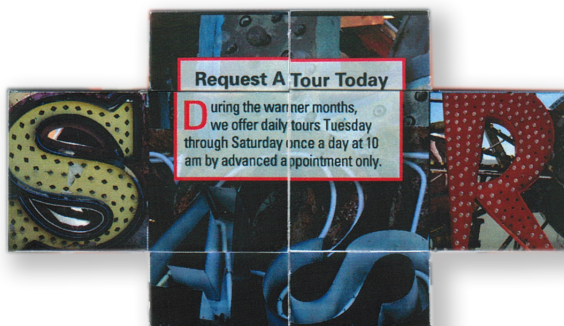 Request A Tour Today
During the warmer months,
we offer daily tours Tuesday
through Saturday once a day at 10
am by advanced appointment only.
S
R